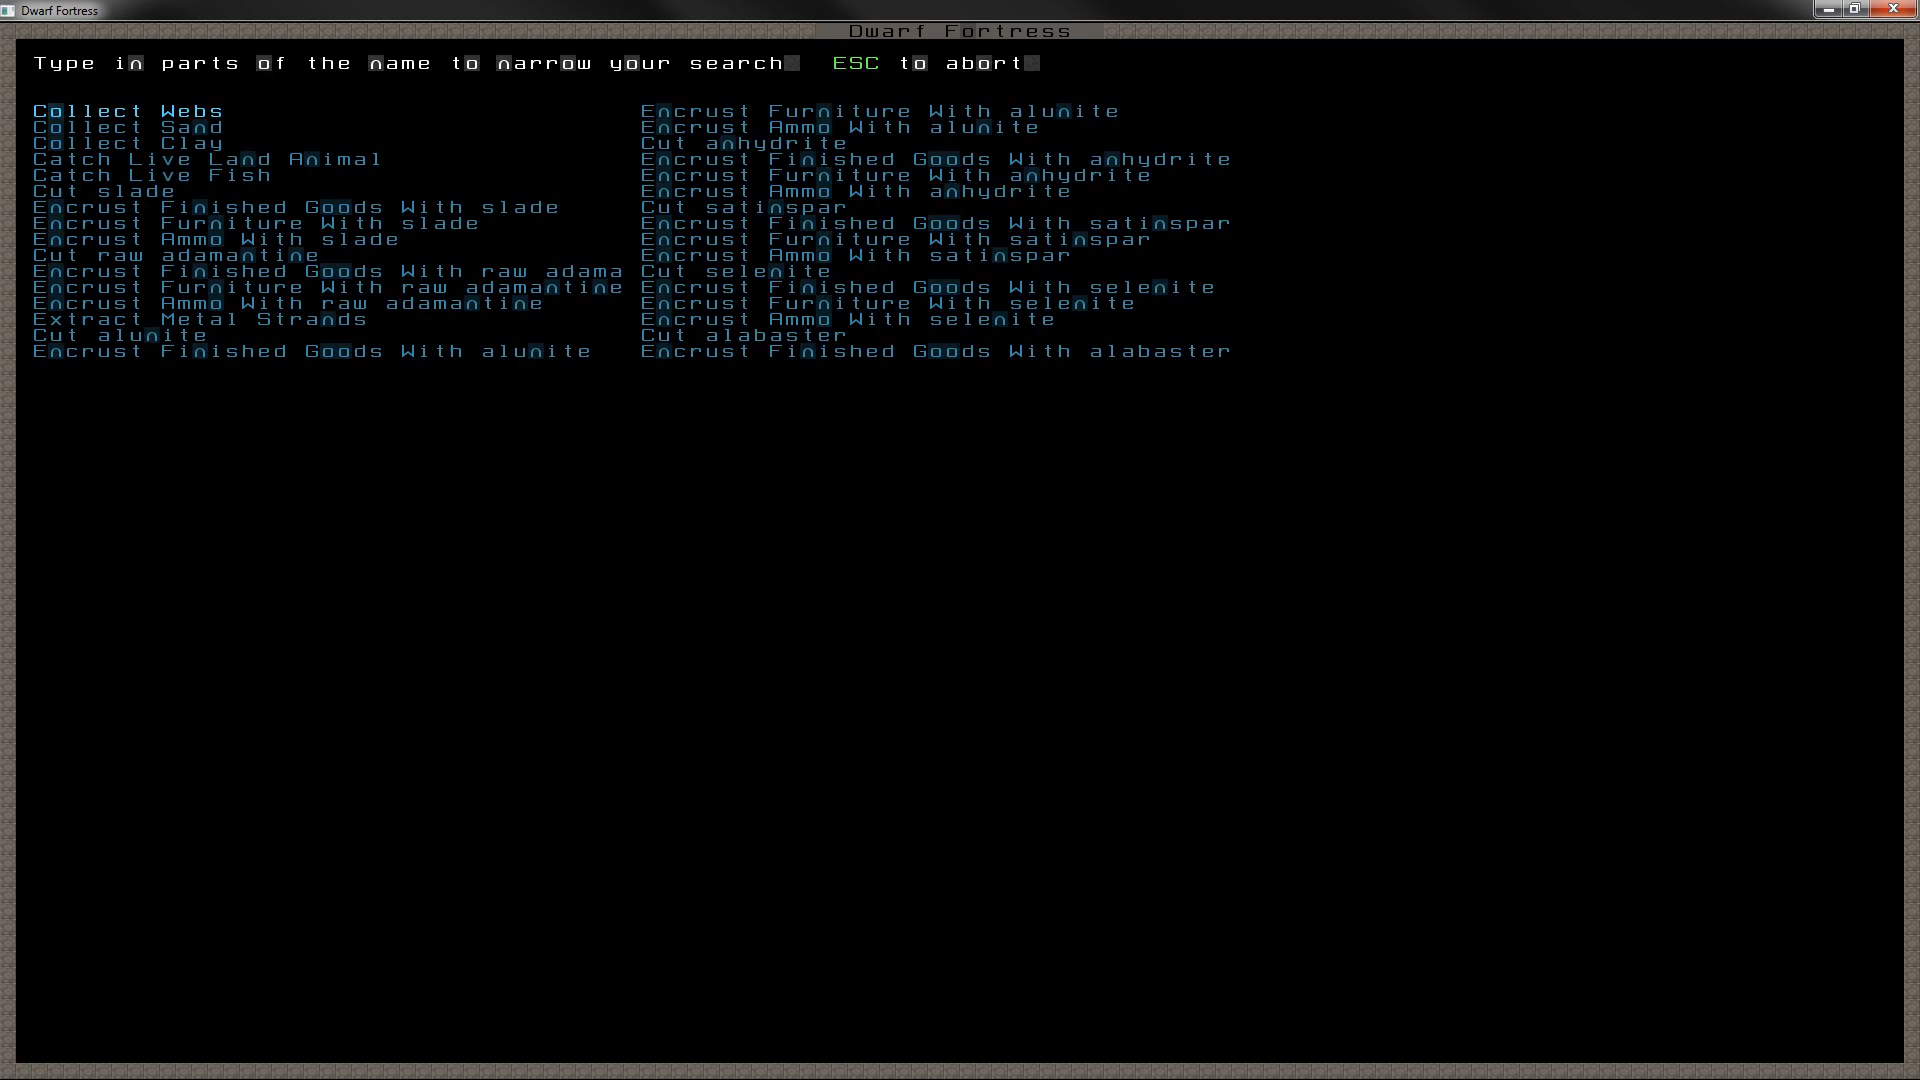 Dwarf Fortress
Dwarf Fortress
Type in parts of the name to narrow your search. ESC to abort.
Collect Webs
Collect Sand
Collect Clay
Catch Live Land Animal
Catch Live Fish
Cut slade
Encrust Finished Goods With slade
Encrust Furniture With slade
Encrust Ammo With slade
Cut raw adamantine
Encrust Finished Goods With raw adama
Encrust Furniture With raw adamantine
Encrust Ammo With raw adamantine
Extract Metal Strands
Cut alunite
Encrust Finished Goods With alunite
Encrust Furniture With alunite
Encrust Ammo With alunite
Cut anhydrite
Encrust Finished Goods With anhydrite
Encrust Furniture With anhydrite
Encrust Ammo With anhydrite
Cut satinspar
Encrust Finished Goods With satinspar
Encrust Furniture With satinspar
Encrust Ammo With satinspar
Cut selenite
Encrust Finished Goods With selenite
Encrust Furniture With selenite
Encrust Ammo With selenite
Cut alabaster
Encrust Finished Goods With alabaster